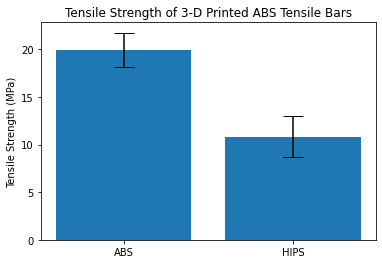 Tensile Strength of 3-D Printed ABS Tensile Bars
Tensile Strength (MPa)
20
15
10
5
0
ABS HIPS